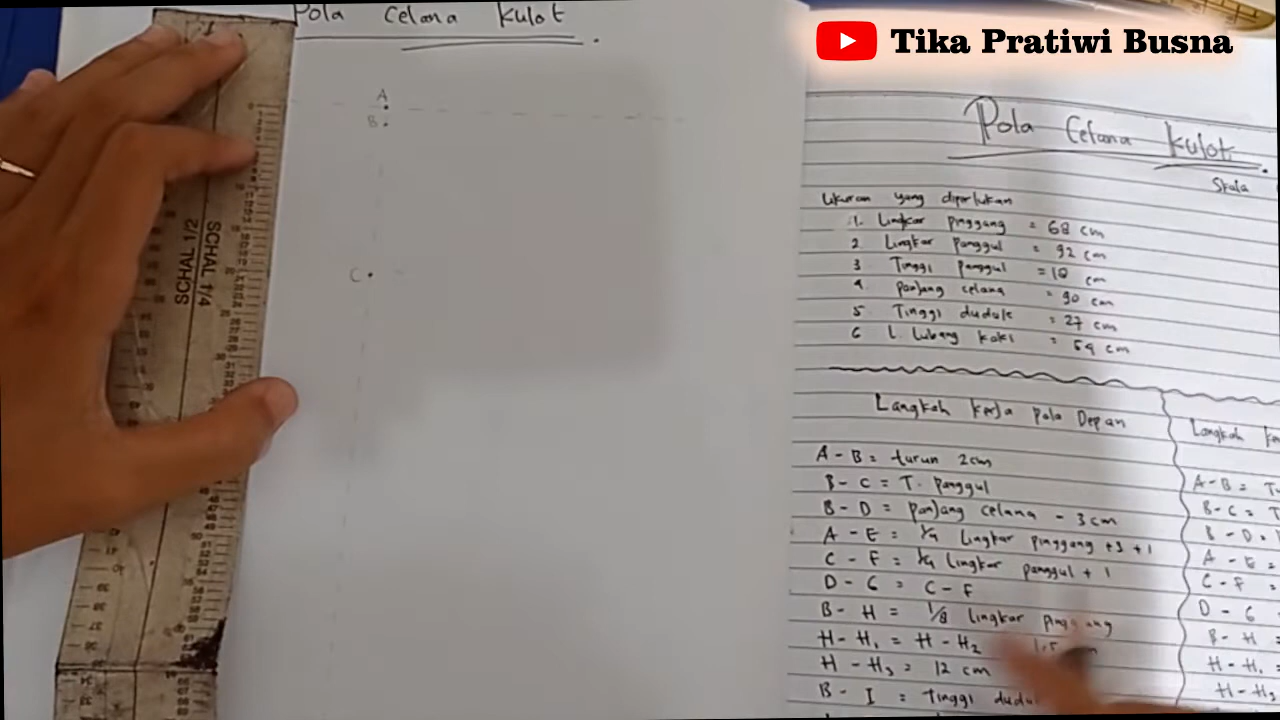 Pola Celana Kulot
A
B
C
SCHAL 1/2
SCHAL 1/4
Tika Pratiwi Busna
Pola Celana Kulot.
Skala
Ukuran yang diperlukan
1. Lingkar pinggang = 68 cm
2 Lingkar panggul = 92 cm
3 Tinggi panggul = 18 cm
4 panjang celana = 90 cm
5 Tinggi duduk = 27 cm
6 L. Lubang kaki = 54 cm
Langkah kerja pola Depan
A - B = turun 2cm
B - C = T. panggul
B - D = panjang celana - 3cm
A - E = 1/4 lingkar pinggang +3 +1
C - F = 1/4 lingkar panggul + 1
D - G = C - F
B - H = 1/8 lingkar pinggang
H - H1 = H - H2
H - H3 = 12 cm
B - I = Tinggi
Langkah
A - B =
B - C = T
B - D =
A - E =
C - F =
D - G
B - H =
H - H1 =
H - H3